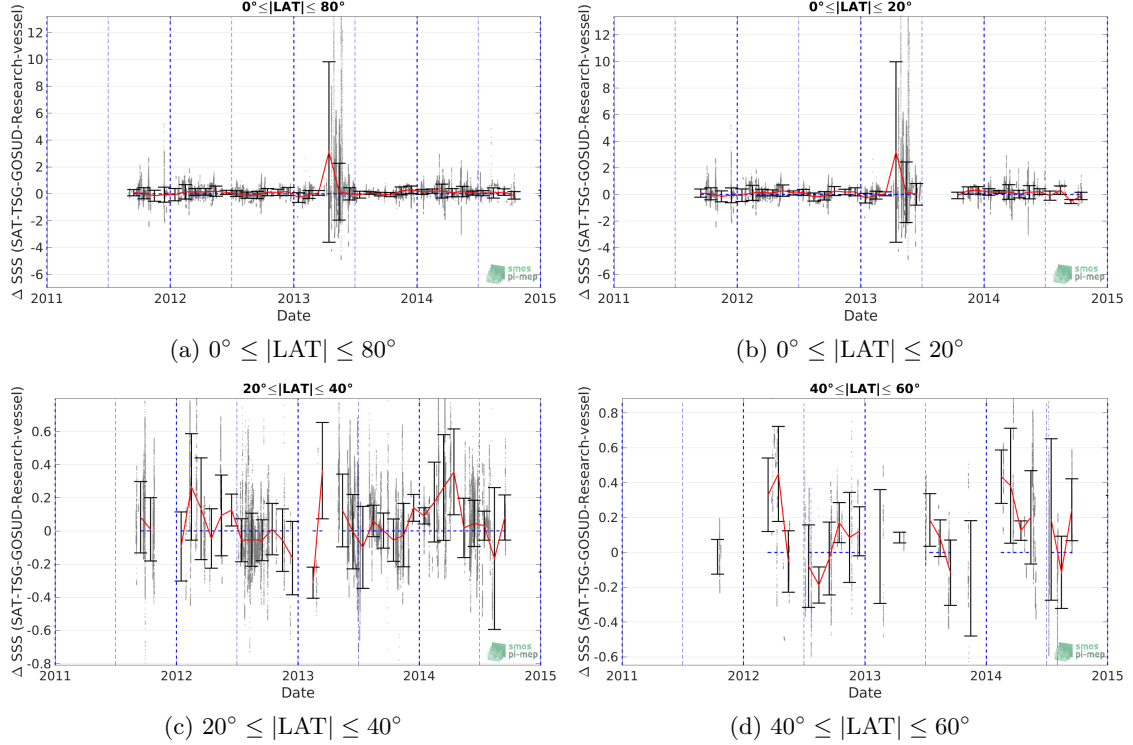 0°≤|LAT|≤ 80°
Δ SSS (SAT-TSG-GOSUD-Research-vessel)
12
10
8
6
4
2
0
-2
-4
-6
2011 2012 2013 2014 2015
Date
smos
pi-mep
(a) 0° ≤ |LAT| ≤ 80°
0°≤|LAT|≤ 20°
Δ SSS (SAT-TSG-GOSUD-Research-vessel)
12
10
8
6
4
2
0
-2
-4
-6
2011 2012 2013 2014 2015
Date
smos
pi-mep
(b) 0° ≤ |LAT| ≤ 20°
20°≤|LAT|≤ 40°
Δ SSS (SAT-TSG-GOSUD-Research-vessel)
0.6
0.4
0.2
0
-0.2
-0.4
-0.6
-0.8
2011 2012 2013 2014 2015
Date
smos
pi-mep
(c) 20° ≤ |LAT| ≤ 40°
40°≤|LAT|≤ 60°
Δ SSS (SAT-TSG-GOSUD-Research-vessel)
0.8
0.6
0.4
0.2
0
-0.2
-0.4
-0.6
2011 2012 2013 2014 2015
Date
smos
pi-mep
(d) 40° ≤ |LAT| ≤ 60°